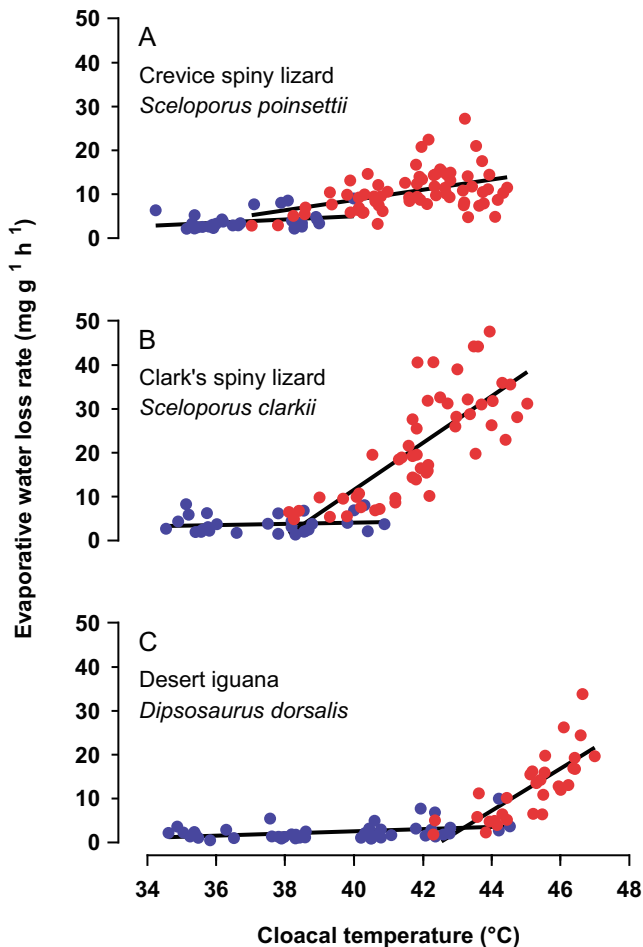 A
Crevice spiny lizard
Sceloporus poinsettii
50
40
30
20
10
0
B
Clark's spiny lizard
Sceloporus clarkii
50
40
30
20
10
0
C
Desert iguana
Dipsosaurus dorsalis
50
40
30
20
10
0
34 36 38 40 42 44 46 48
Cloacal temperature (°C)
Evaporative water loss rate (mg g 1 h 1)